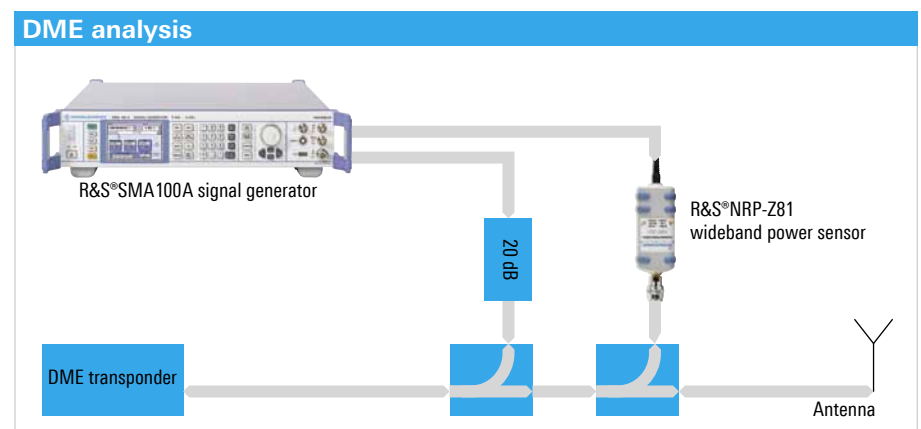 DME analysis
R&S®SMA100A signal generator
R&S®NRP-Z81
wideband power sensor
20 dB
DME transponder
Antenna